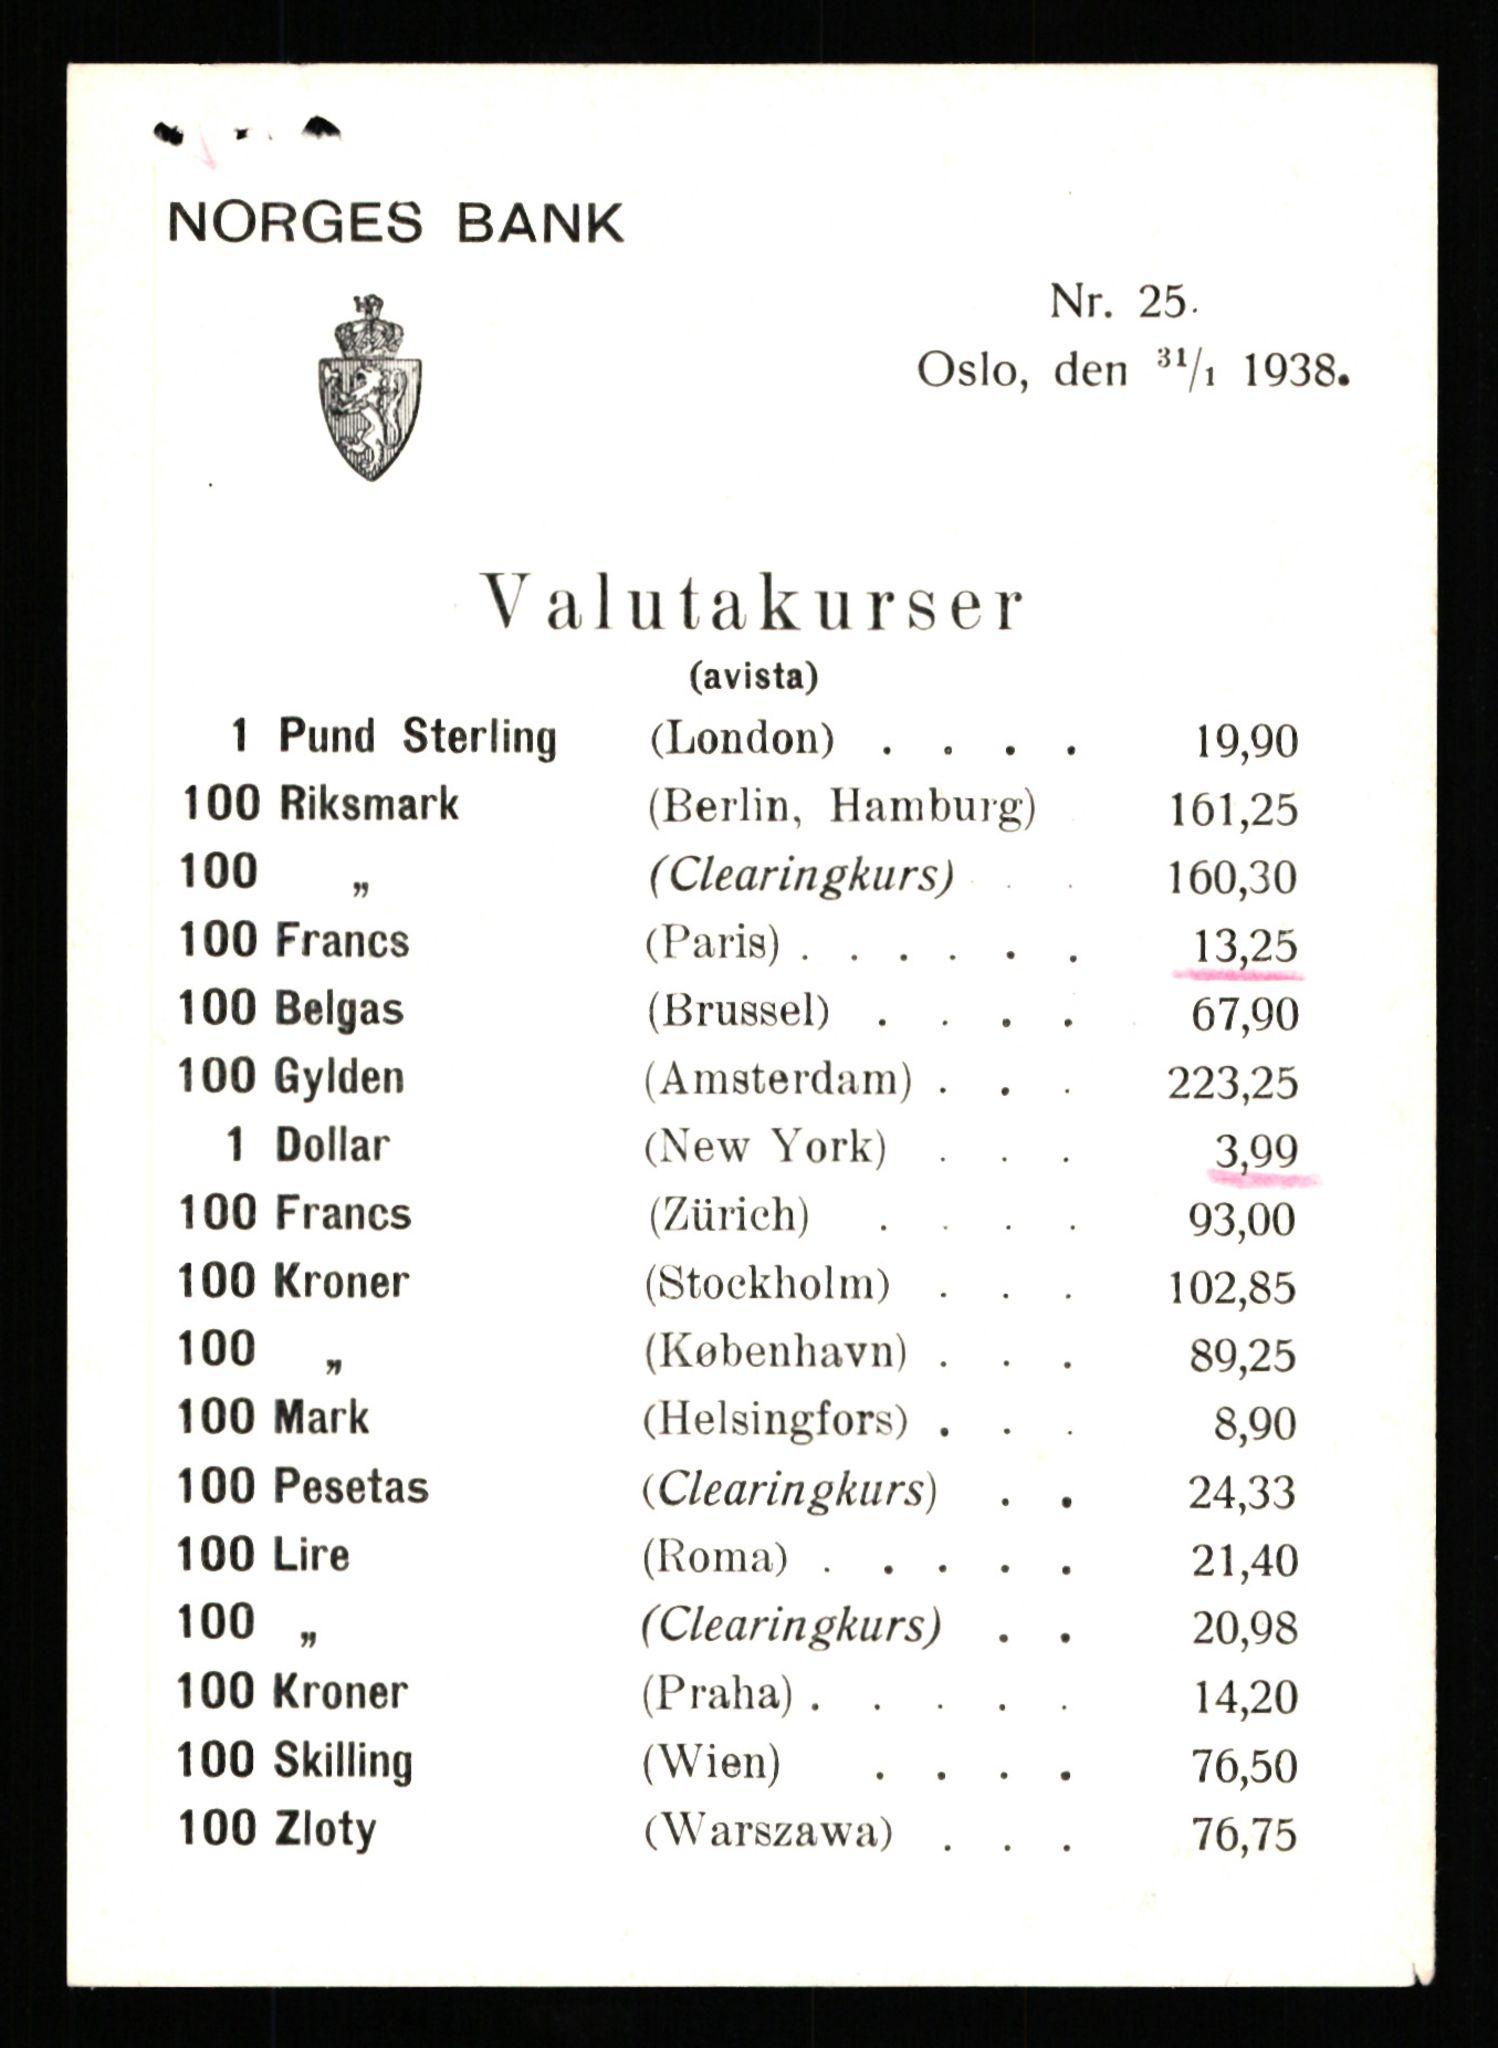 NORGES BANK
Nr. 25.
Oslo, den 31/1 1938.
Valutakurser
(avista)
1 Pund Sterling (London) . . . . 19,90
100 Riksmark (Berlin, Hamburg) 161,25
100 „ (Clearingkurs) . . 160,30
100 Francs (Paris) . . . . . . 13,25
100 Belgas (Brussel) . . . . 67,90
100 Gylden (Amsterdam) . . . 223,25
1 Dollar (New York) . . . 3,99
100 Francs (Zürich) . . . . 93,00
100 Kroner (Stockholm) . . . 102,85
100 „ (København) . . . 89,25
100 Mark (Helsingfors) . . . 8,90
100 Pesetas (Clearingkurs) . . 24,33
100 Lire (Roma) . . . . . 21,40
100 „ (Clearingkurs) . . 20,98
100 Kroner (Praha) . . . . . 14,20
100 Skilling (Wien) . . . . 76,50
100 Zloty (Warszawa) . . . 76,75